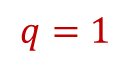 q = 1